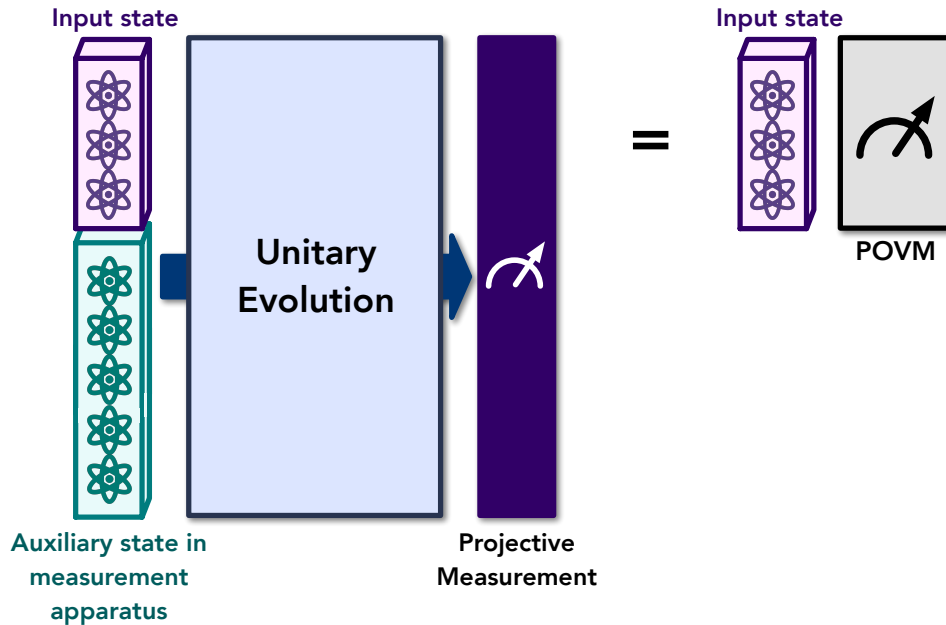 Input state
Input state
Unitary
Evolution
=
POVM
Auxiliary state in
measurement
apparatus
Projective
Measurement